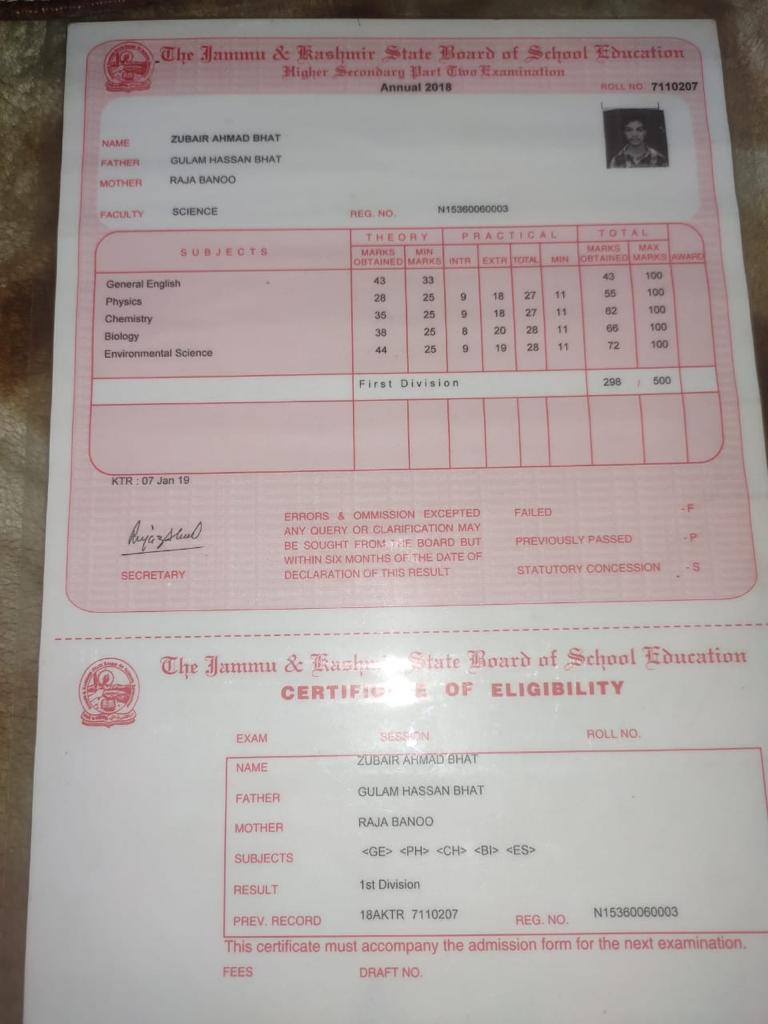 The Jammu & Kashmir State Board of School Education
Higher Secondary Part Two Examination
Annual 2018
ROLL NO. 7110207
NAME ZUBAIR AHMAD BHAT
FATHER GULAM HASSAN BHAT
MOTHER RAJA BANOO
FACULTY SCIENCE REG. NO. N15360060003
THEORY PRACTICAL TOTAL
SUBJECTS MARKS OBTAINED MIN MARKS INTR EXTR TOTAL MIN MARKS OBTAINED MAX MARKS AWARD
General English 43 33 43 100
Physics 28 25 9 18 27 11 55 100
Chemistry 35 25 9 18 27 11 62 100
Biology 38 25 8 20 28 11 66 100
Environmental Science 44 25 9 19 28 11 72 100
First Division 298 / 500
KTR : 07 Jan 19
SECRETARY
ERRORS & OMMISSION EXCEPTED
ANY QUERY OR CLARIFICATION MAY
BE SOUGHT FROM THE BOARD BUT
WITHIN SIX MONTHS OF THE DATE OF
DECLARATION OF THIS RESULT
FAILED - F
PREVIOUSLY PASSED - P
STATUTORY CONCESSION - S
The Jammu & Kashmir State Board of School Education
CERTIFICATE OF ELIGIBILITY
EXAM SESSION ROLL NO.
NAME ZUBAIR AHMAD BHAT
FATHER GULAM HASSAN BHAT
MOTHER RAJA BANOO
SUBJECTS <GE> <PH> <CH> <BI> <ES>
RESULT 1st Division
PREV. RECORD 18AKTR 7110207 REG. NO. N15360060003
This certificate must accompany the admission form for the next examination.
FEES DRAFT NO.